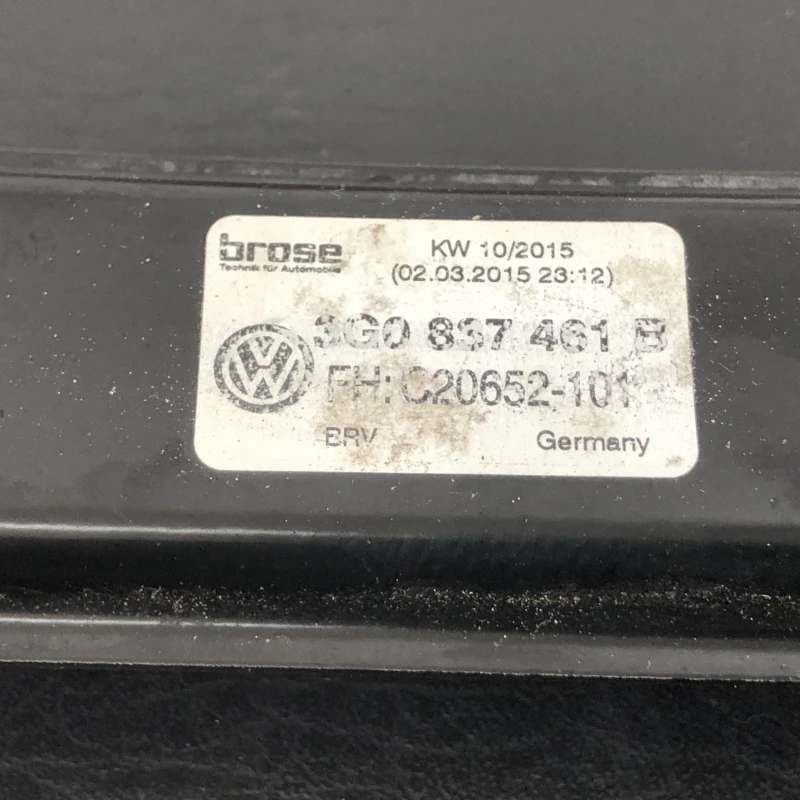 brose
Technik für Automobile
KW 10/2015
(02.03.2015 23:12)
3G0 837 461 B
FH: C20652-101
BRV Germany